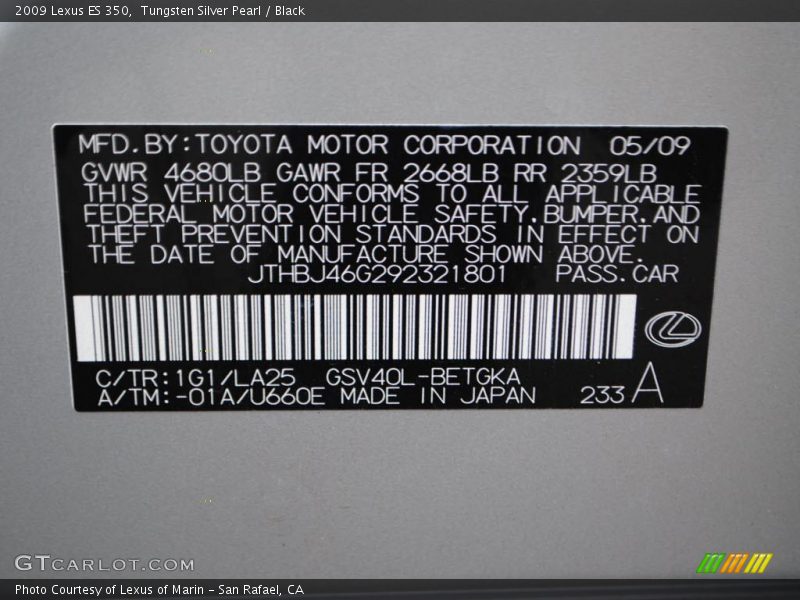 2009 Lexus ES 350,  Tungsten Silver Pearl / Black
MFD.BY:TOYOTA MOTOR CORPORATION 05/09
GVWR 4680LB GAWR FR 2668LB RR 2359LB
THIS VEHICLE CONFORMS TO ALL APPLICABLE
FEDERAL MOTOR VEHICLE SAFETY,BUMPER,AND
THEFT PREVENTION STANDARDS IN EFFECT ON
THE DATE OF MANUFACTURE SHOWN ABOVE.
JTHBJ46G292321801 PASS.CAR
C/TR:1G1/LA25 GSV40L-BETGKA
A/TM:-01A/U660E MADE IN JAPAN 233 A
GTCARLOT.COM
Photo Courtesy of Lexus of Marin – San Rafael, CA